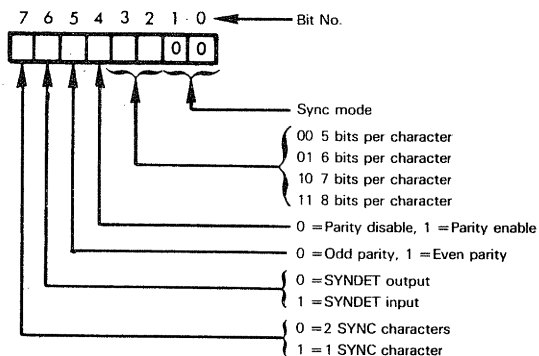 7 6 5 4 3 2 1 0 Bit No.
0 0
Sync mode
00 5 bits per character
01 6 bits per character
10 7 bits per character
11 8 bits per character
0 =Parity disable, 1 =Parity enable
0 =Odd parity, 1 =Even parity
0 =SYNDET output
1 =SYNDET input
0 =2 SYNC characters
1 =1 SYNC character